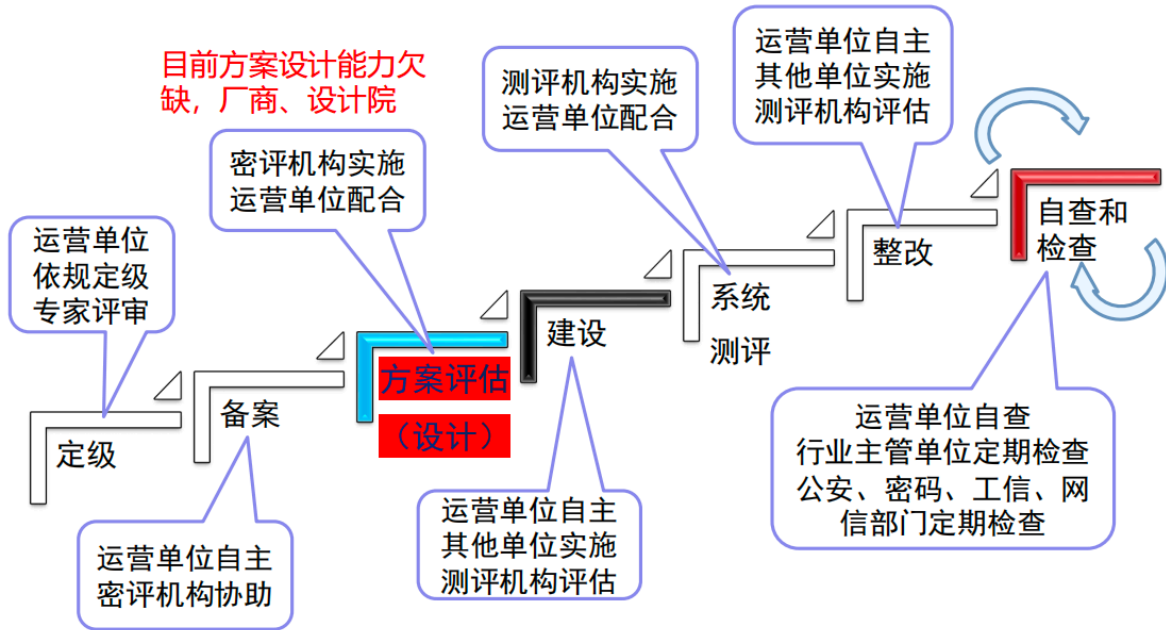 目前方案设计能力欠
缺，厂商、设计院
运营单位
依规定级
专家评审
定级
备案
运营单位自主
密评机构协助
密评机构实施
运营单位配合
方案评估
（设计）
建设
运营单位自主
其他单位实施
测评机构评估
测评机构实施
运营单位配合
系统
测评
运营单位自主
其他单位实施
测评机构评估
整改
自查和
检查
运营单位自查
行业主管单位定期检查
公安、密码、工信、网
信部门定期检查